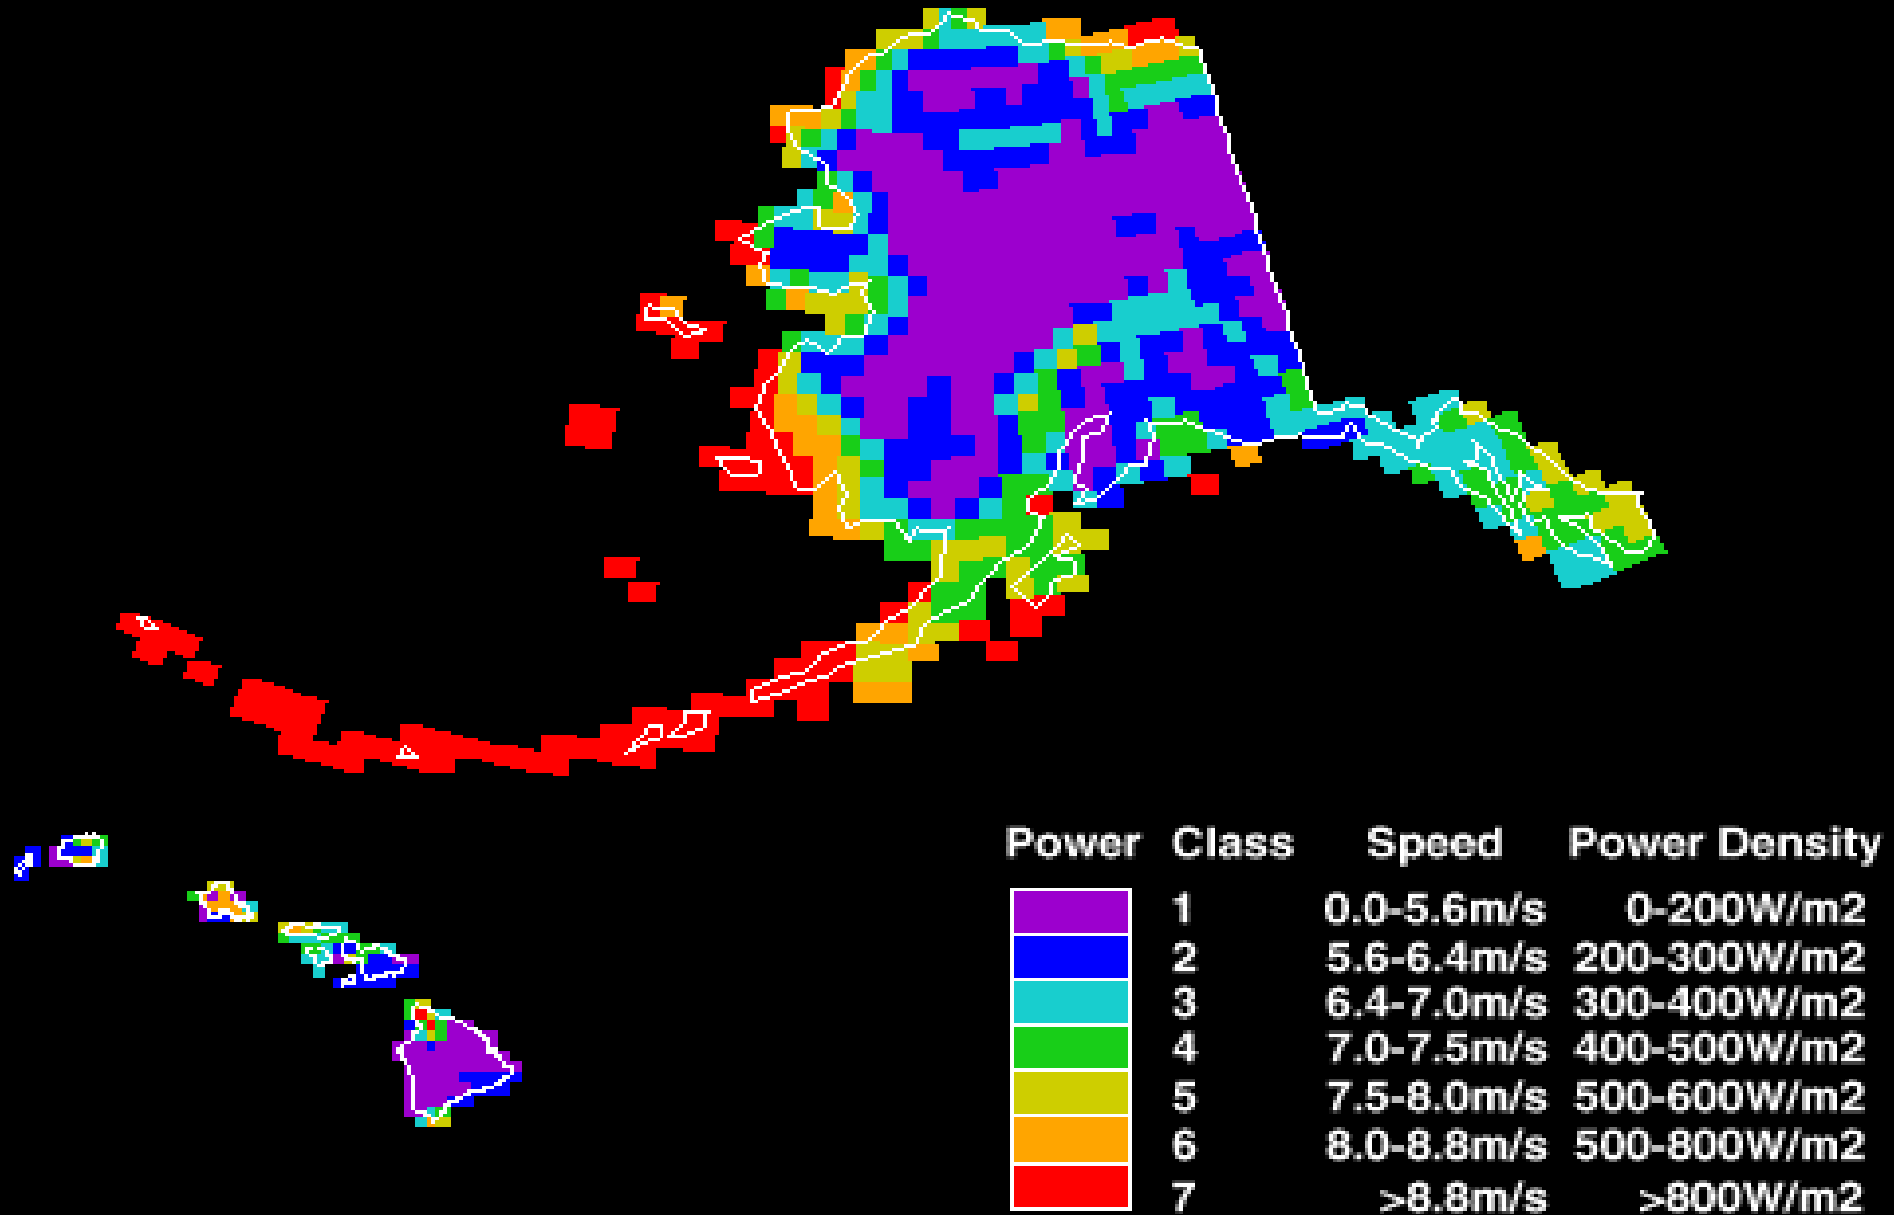 Power Class Speed Power Density
1 0.0-5.6m/s 0-200W/m2
2 5.6-6.4m/s 200-300W/m2
3 6.4-7.0m/s 300-400W/m2
4 7.0-7.5m/s 400-500W/m2
5 7.5-8.0m/s 500-600W/m2
6 8.0-8.8m/s 500-800W/m2
7 >8.8m/s >800W/m2